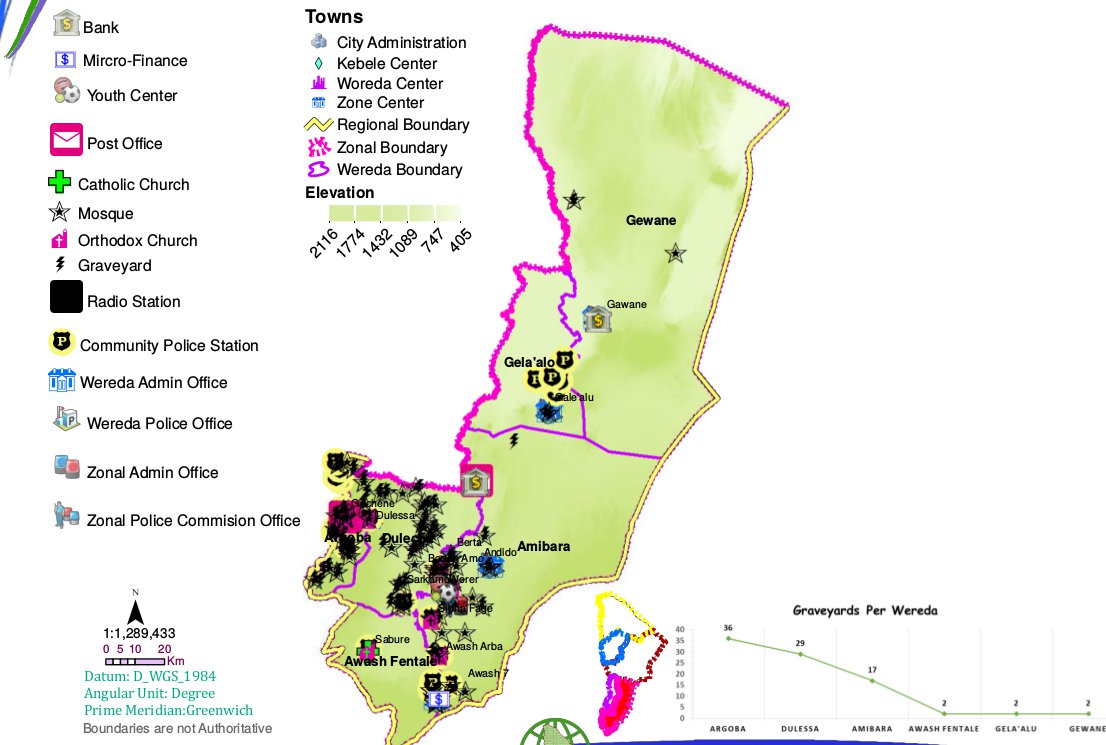 Bank
Mircro-Finance
Youth Center
Post Office
Catholic Church
Mosque
Orthodox Church
Graveyard
Radio Station
Community Police Station
Wereda Admin Office
Wereda Police Office
Zonal Admin Office
Zonal Police Commision Office
N
1:1,289,433
0 5 10 20
Km
Datum: D_WGS_1984
Angular Unit: Degree
Prime Meridian:Greenwich
Boundaries are not Authoritative
Towns
City Administration
Kebele Center
Woreda Center
Zone Center
Regional Boundary
Zonal Boundary
Wereda Boundary
Elevation
2116 1774 1432 1089 747 405
Gewane
Gawane
Gela'alo
Gale'alu
Dulessa
Argoba
Berta
Andido
Amibara
Sabure
Awash Arba
Awash Fentale
Awash 7
Graveyards Per Wereda
40
35
30
25
20
15
10
5
0
36
29
17
2
2
2
ARGOBA DULESSA AMIBARA AWASH FENTALE GELA'ALU GEWANE